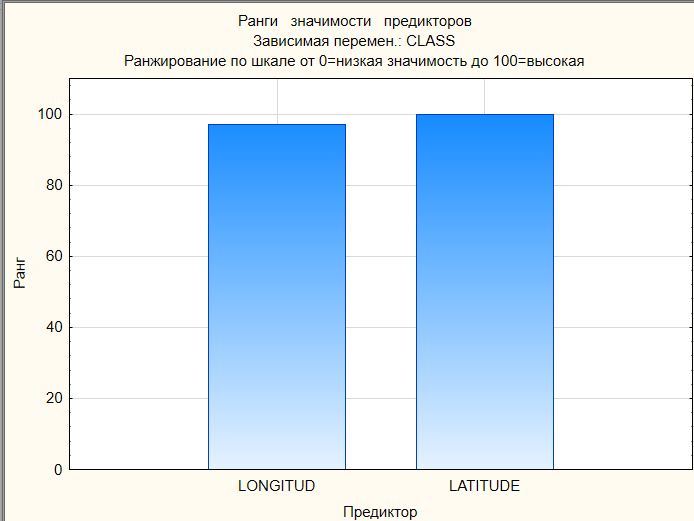 Ранги значимости предикторов
Зависимая перемен.: CLASS
Ранжирование по шкале от 0=низкая значимость до 100=высокая
Ранг
100
80
60
40
20
0
LONGITUD LATITUDE
Предиктор